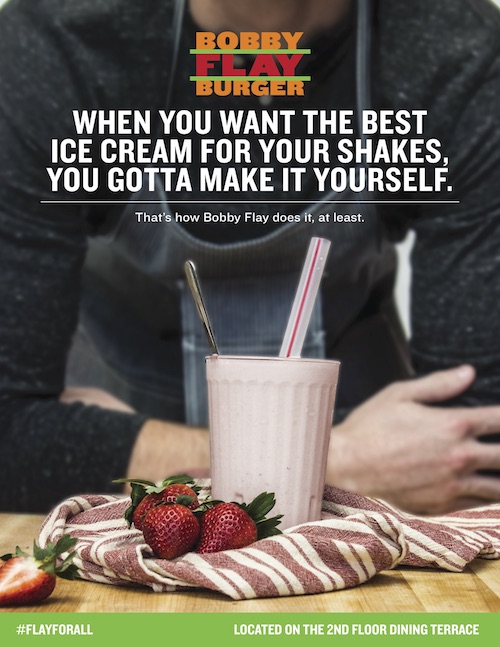 BOBBY
FLAY
BURGER
WHEN YOU WANT THE BEST
ICE CREAM FOR YOUR SHAKES,
YOU GOTTA MAKE IT YOURSELF.
That's how Bobby Flay does it, at least.
#FLAYFORALL
LOCATED ON THE 2ND FLOOR DINING TERRACE